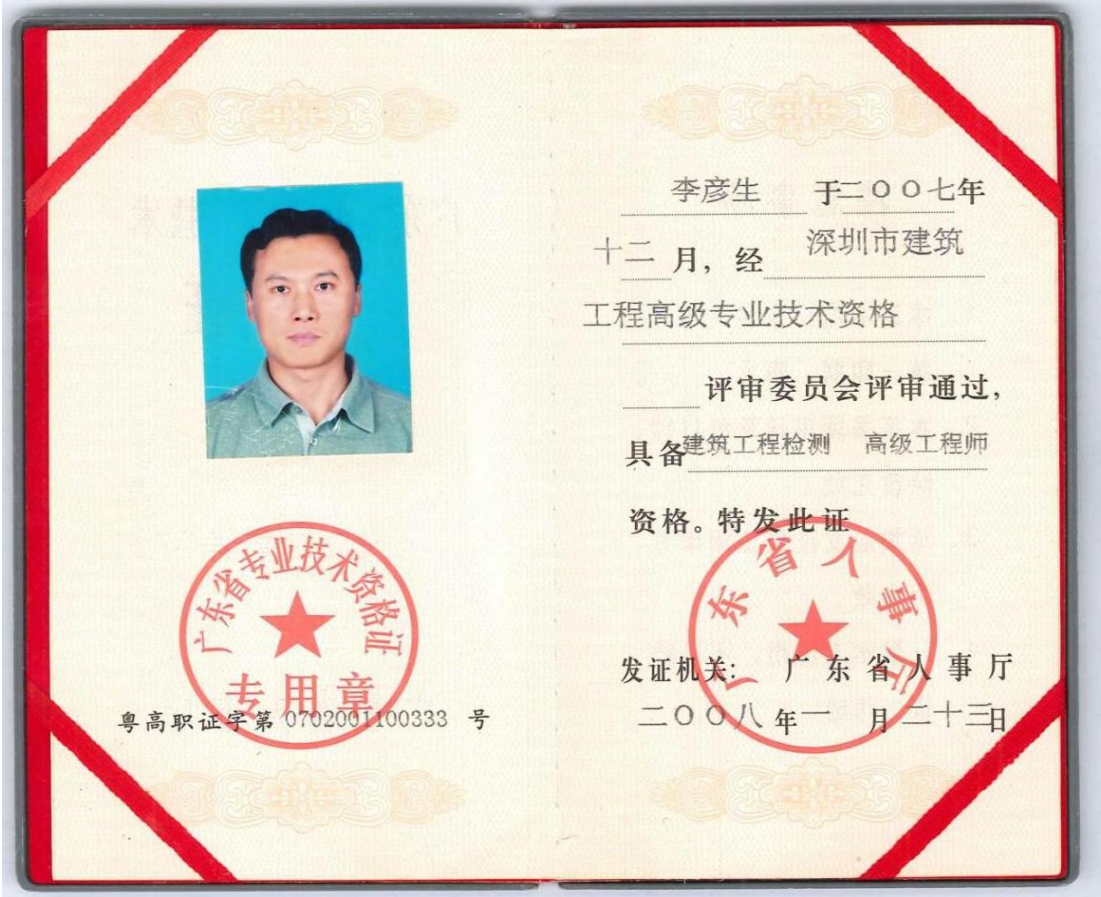 广东省专业技术资格证
专用章
粤高职证字第 0702001100333 号
李彦生 于二〇〇七年
十二月，经 深圳市建筑
工程高级专业技术资格
评审委员会评审通过，
具备建筑工程检测 高级工程师
资格。特发此证
广东省人事厅
发证机关： 广东省人事厅
二〇〇八年一月二十三日